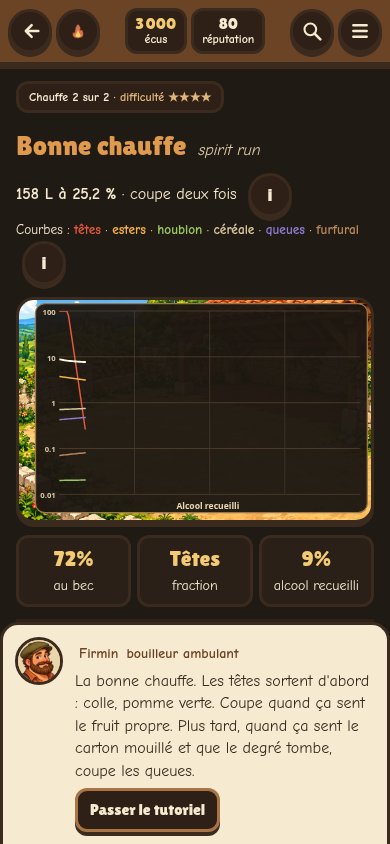 3 000
écus
80
réputation
Chauffe 2 sur 2 · difficulté ★★★★
Bonne chauffe spirit run
158 L à 25,2 % · coupe deux fois i
Courbes : têtes · esters · houblon · céréale · queues · furfural
i
100
10
1
0.1
0.01
Alcool recueilli
72%
au bec
Têtes
fraction
9%
alcool recueilli
Firmin bouilleur ambulant
La bonne chauffe. Les têtes sortent d'abord
: colle, pomme verte. Coupe quand ça sent
le fruit propre. Plus tard, quand ça sent le
carton mouillé et que le degré tombe,
coupe les queues.
Passer le tutoriel